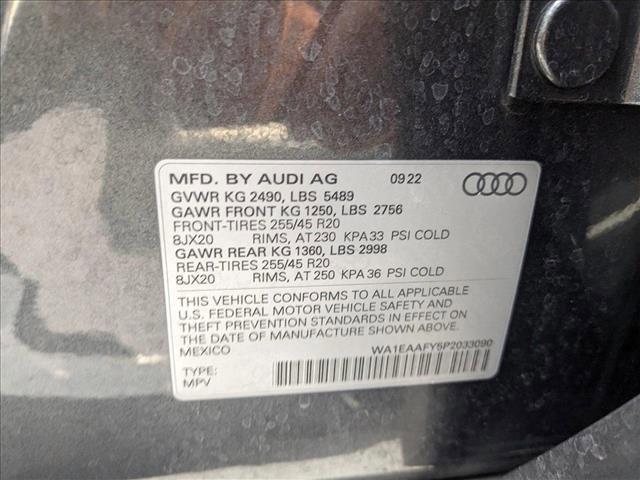 MFD. BY AUDI AG 0922
GVWR KG 2490, LBS 5489
GAWR FRONT KG 1250, LBS 2756
FRONT-TIRES 255/45 R20
8JX20 RIMS, AT 230 KPA 33 PSI COLD
GAWR REAR KG 1360, LBS 2998
REAR-TIRES 255/45 R20
8JX20 RIMS, AT 250 KPA 36 PSI COLD
THIS VEHICLE CONFORMS TO ALL APPLICABLE
U.S. FEDERAL MOTOR VEHICLE SAFETY AND
THEFT PREVENTION STANDARDS IN EFFECT ON
THE DATE OF MANUFACTURE SHOWN ABOVE.
MEXICO WA1EAAFY5P2033090
TYPE:
MPV